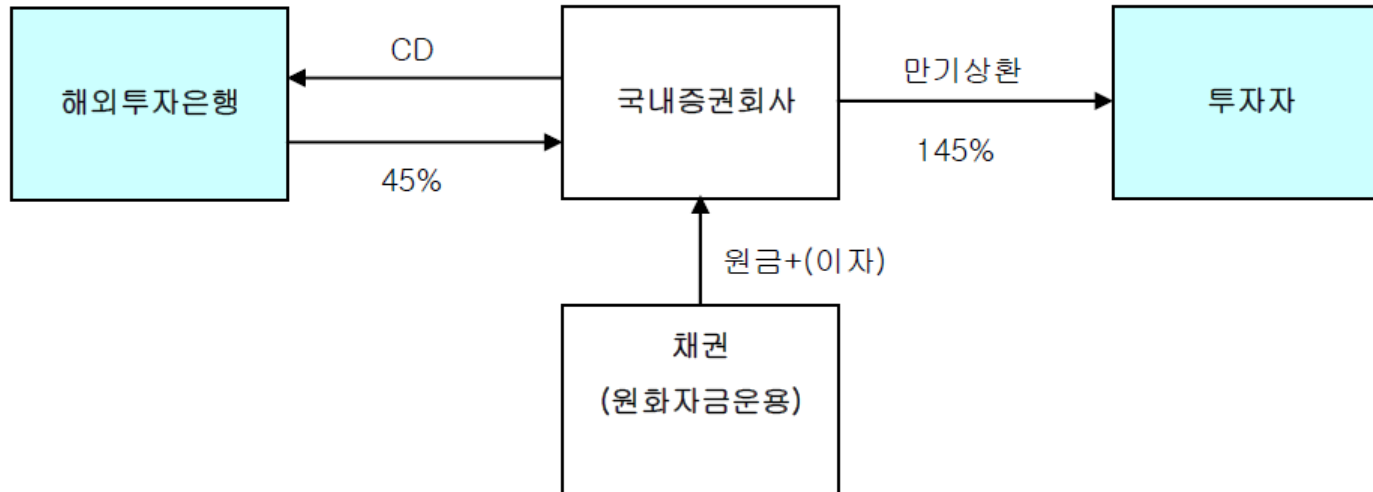 해외투자은행
CD
45%
국내증권회사
만기상환
145%
투자자
원금+(이자)
채권
(원화자금운용)